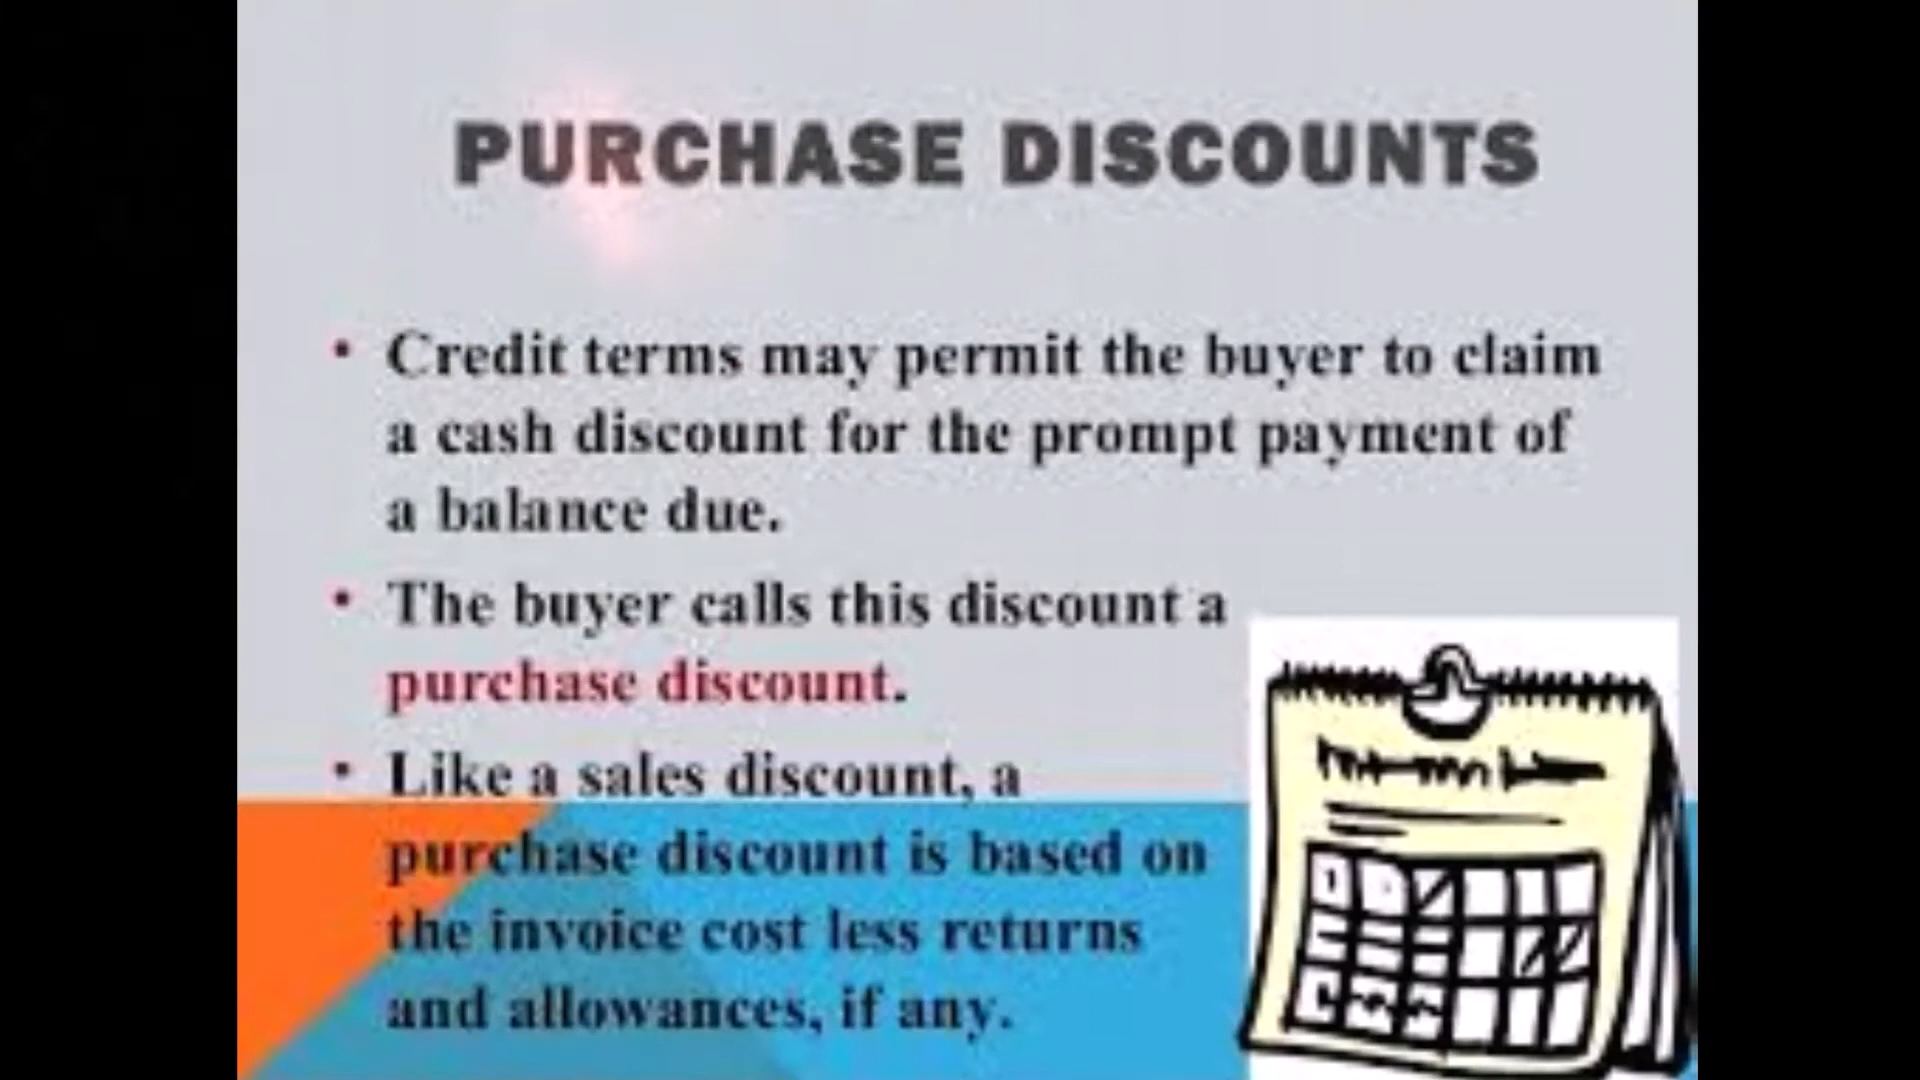 PURCHASE DISCOUNTS
• Credit terms may permit the buyer to claim
a cash discount for the prompt payment of
a balance due.
• The buyer calls this discount a
purchase discount.
• Like a sales discount, a
purchase discount is based on
the invoice cost less returns
and allowances, if any.